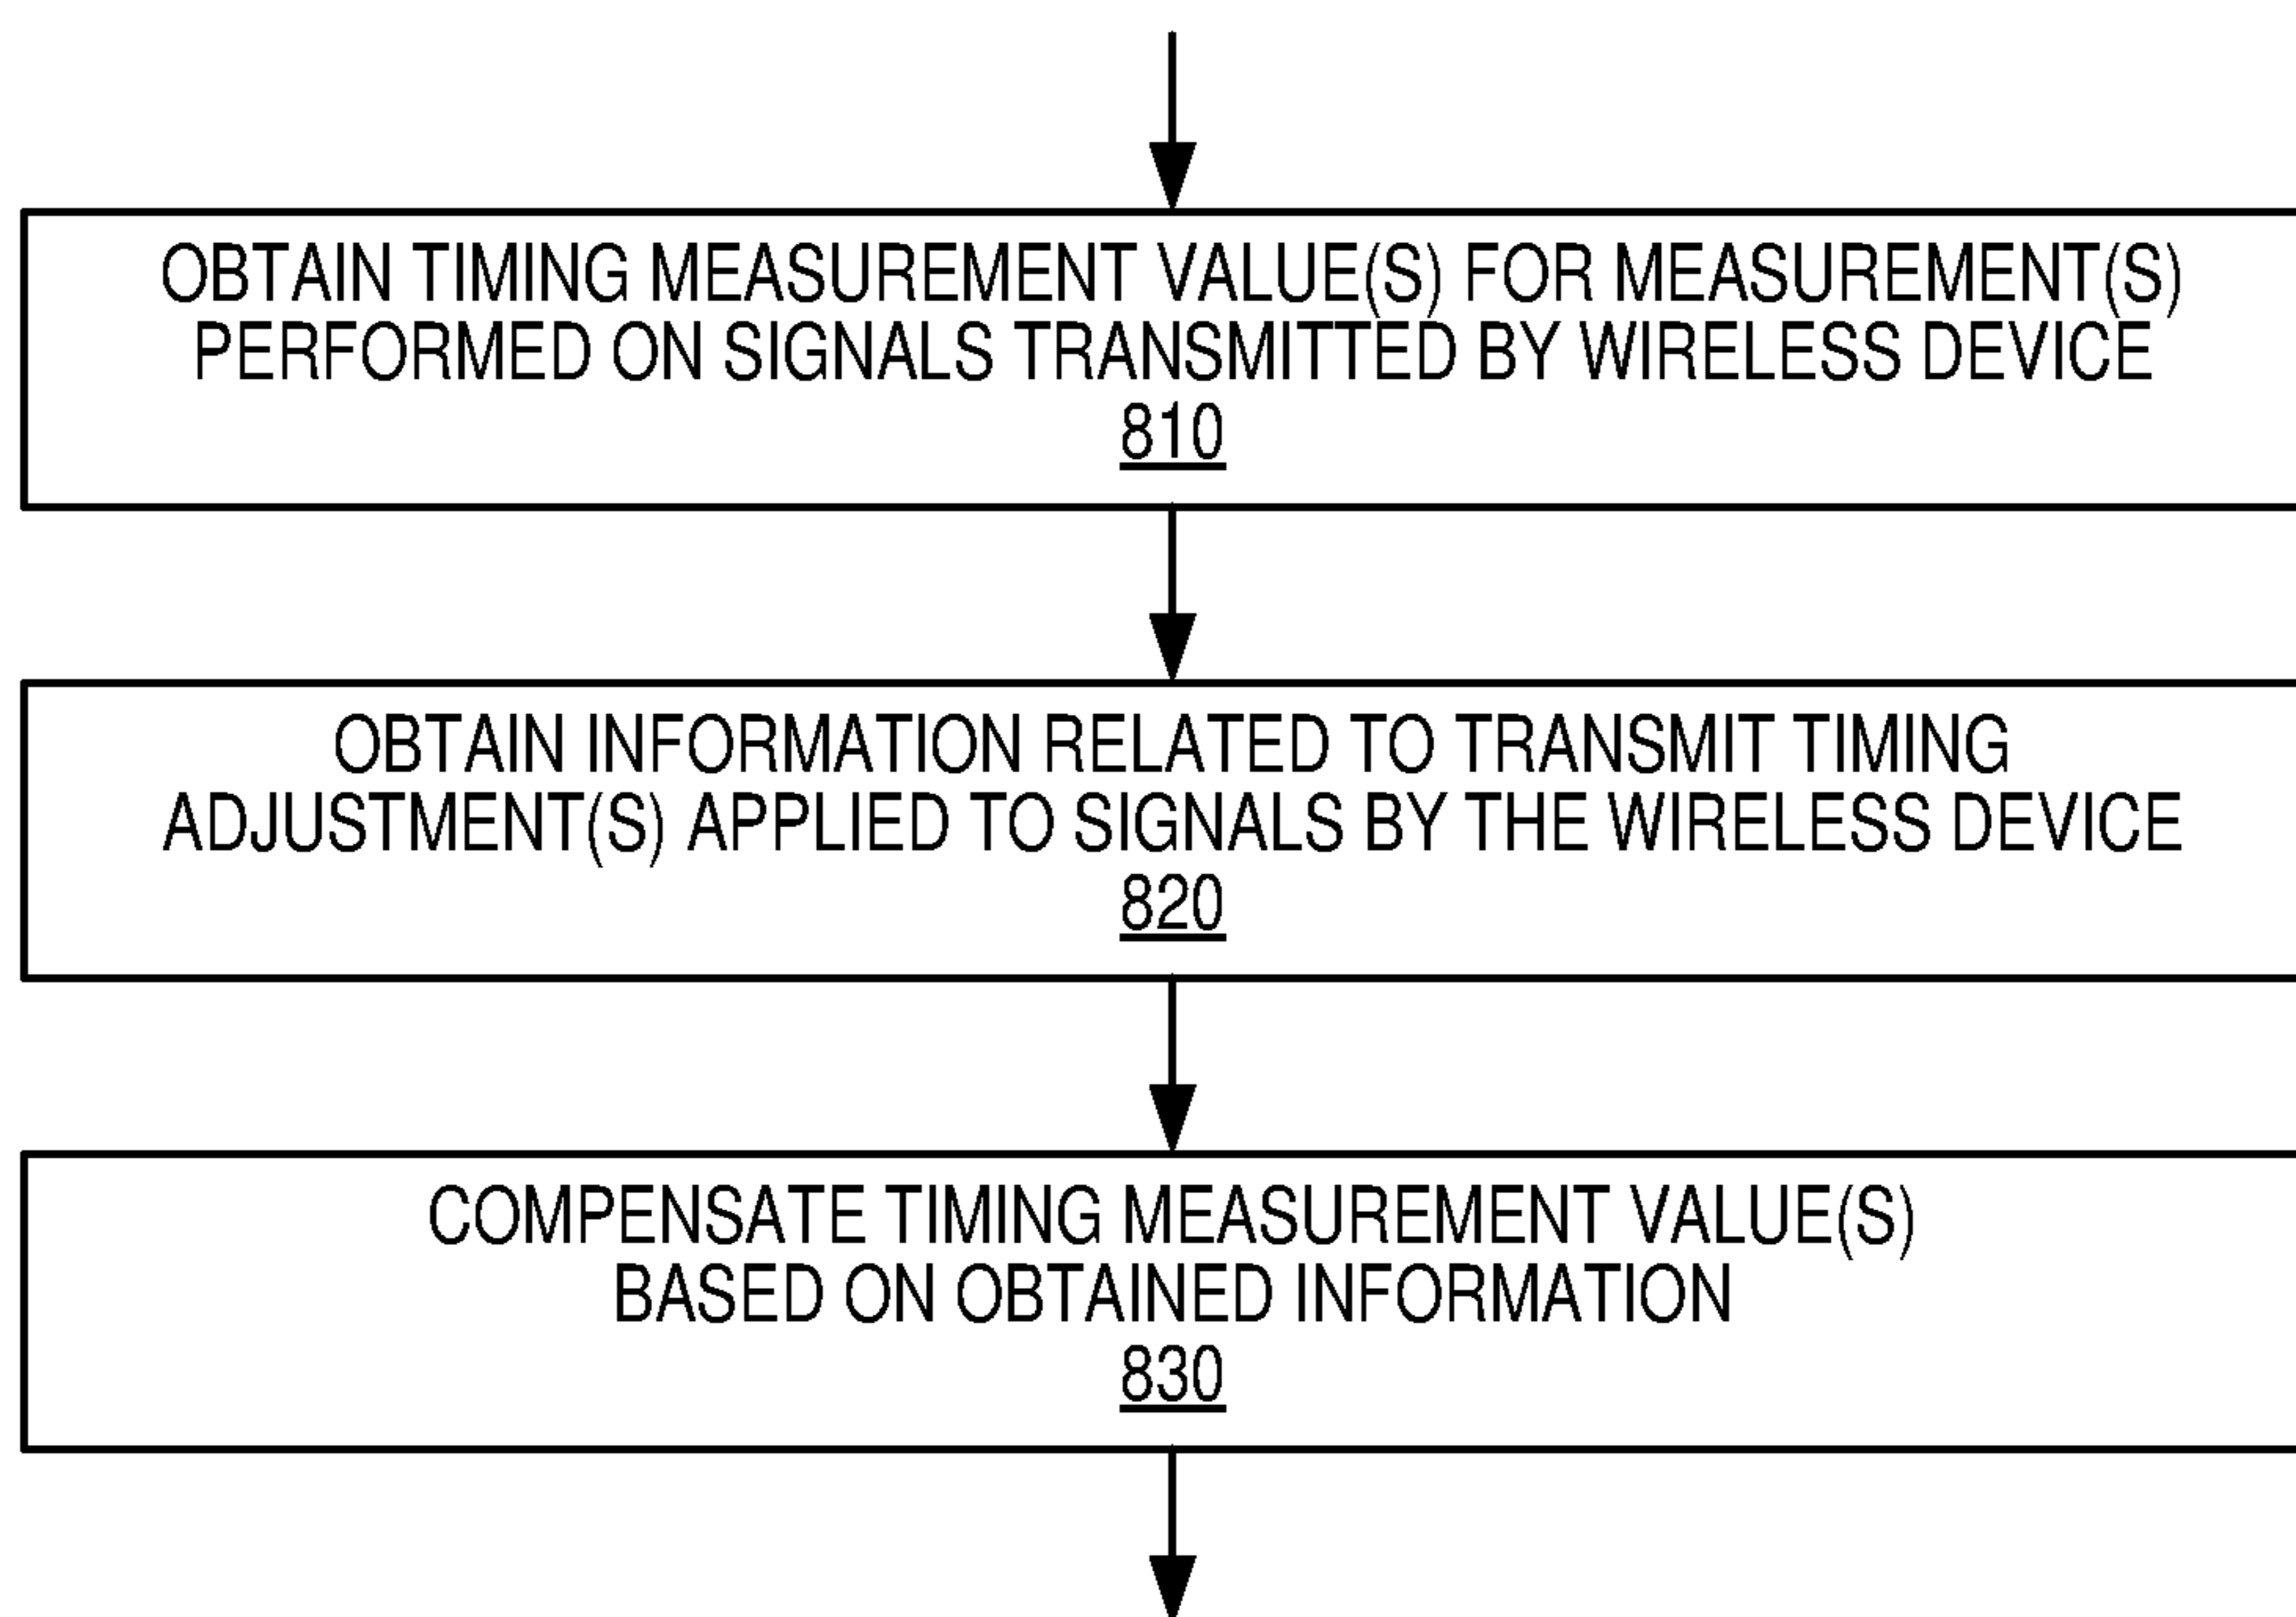 OBTAIN TIMING MEASUREMENT VALUE(S) FOR MEASUREMENT(S)
PERFORMED ON SIGNALS TRANSMITTED BY WIRELESS DEVICE
810
OBTAIN INFORMATION RELATED TO TRANSMIT TIMING
ADJUSTMENT(S) APPLIED TO SIGNALS BY THE WIRELESS DEVICE
820
COMPENSATE TIMING MEASUREMENT VALUE(S)
BASED ON OBTAINED INFORMATION
830